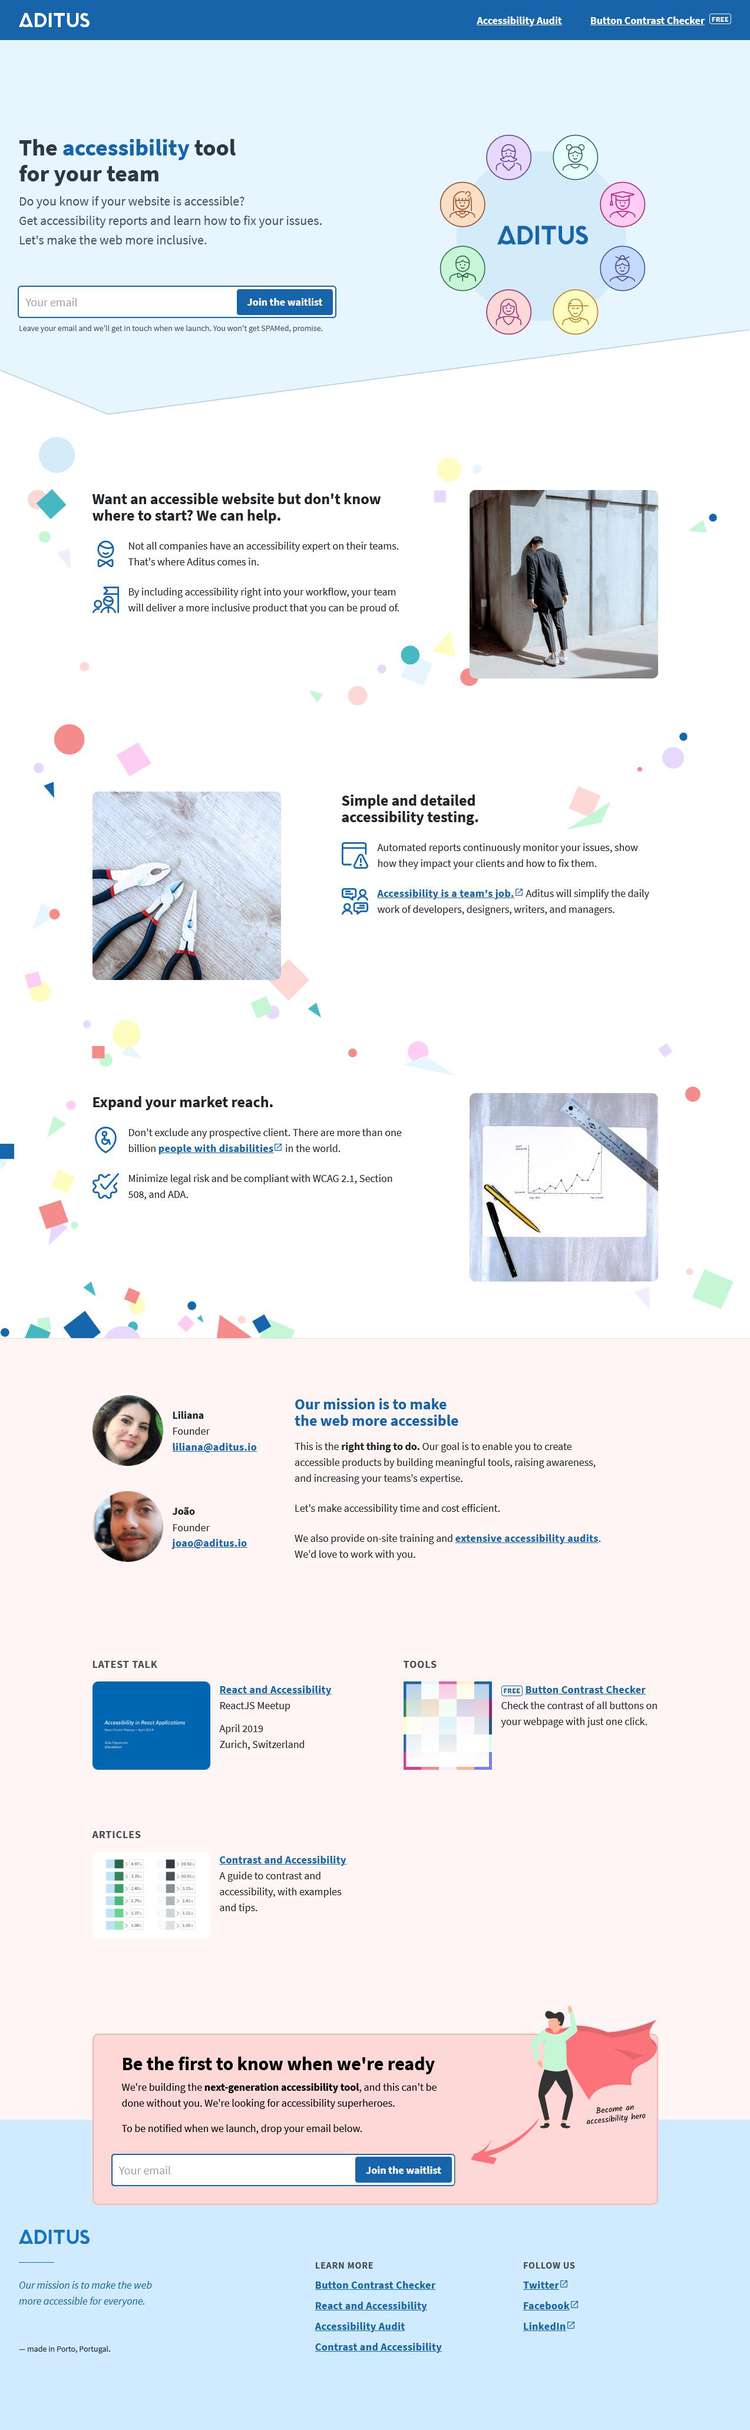 ADITUS
Accessibility Audit
Button Contrast Checker FREE
The accessibility tool
for your team
Do you know if your website is accessible?
Get accessibility reports and learn how to fix your issues.
Let's make the web more inclusive.
ADITUS
Your email
Join the waitlist
Leave your email and we'll get in touch when we launch. You won't get SPAMed, promise.
Want an accessible website but don't know
where to start? We can help.
Not all companies have an accessibility expert on their teams.
That's where Aditus comes in.
By including accessibility right into your workflow, your team
will deliver a more inclusive product that you can be proud of.
Simple and detailed
accessibility testing.
Automated reports continuously monitor your issues, show
how they impact your clients and how to fix them.
Accessibility is a team's job. Aditus will simplify the daily
work of developers, designers, writers, and managers.
Expand your market reach.
Don't exclude any prospective client. There are more than one
billion people with disabilities in the world.
Minimize legal risk and be compliant with WCAG 2.1, Section
508, and ADA.
Liliana
Founder
liliana@aditus.io
João
Founder
joao@aditus.io
Our mission is to make
the web more accessible
This is the right thing to do. Our goal is to enable you to create
accessible products by building meaningful tools, raising awareness,
and increasing your teams's expertise.
Let's make accessibility time and cost efficient.
We also provide on-site training and extensive accessibility audits.
We'd love to work with you.
LATEST TALK
Accessibility in React Applications
React and Accessibility
ReactJS Meetup
April 2019
Zurich, Switzerland
TOOLS
FREE Button Contrast Checker
Check the contrast of all buttons on
your webpage with just one click.
ARTICLES
Contrast and Accessibility
A guide to contrast and
accessibility, with examples
and tips.
Be the first to know when we're ready
We're building the next-generation accessibility tool, and this can't be
done without you. We're looking for accessibility superheroes.
To be notified when we launch, drop your email below.
Your email
Join the waitlist
Become an
accessibility hero
ADITUS
Our mission is to make the web
more accessible for everyone.
— made in Porto, Portugal.
LEARN MORE
Button Contrast Checker
React and Accessibility
Accessibility Audit
Contrast and Accessibility
FOLLOW US
Twitter
Facebook
LinkedIn